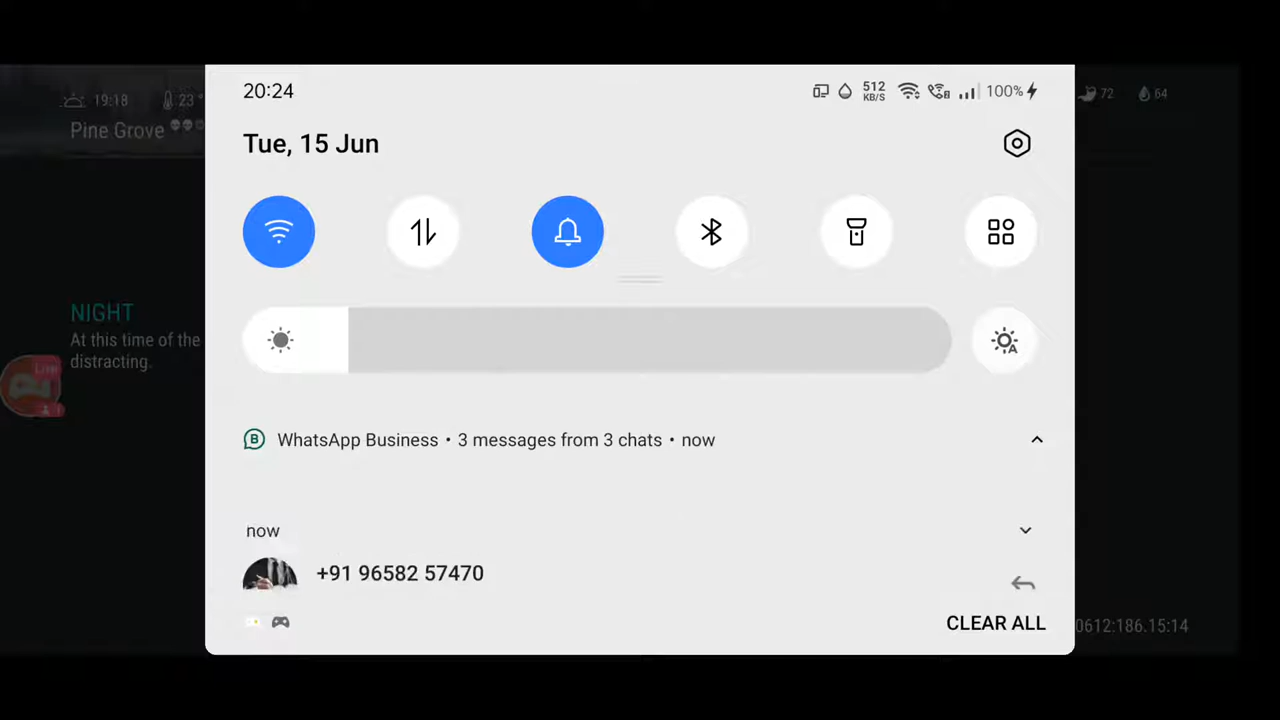 20:24
512
KB/S
100%
Tue, 15 Jun
19:18
23 °
Pine Grove
72
64
NIGHT
At this time of the
distracting.
Lite
1
A
B
WhatsApp Business • 3 messages from 3 chats • now
now
+91 96582 57470
CLEAR ALL
0612:186.15:14